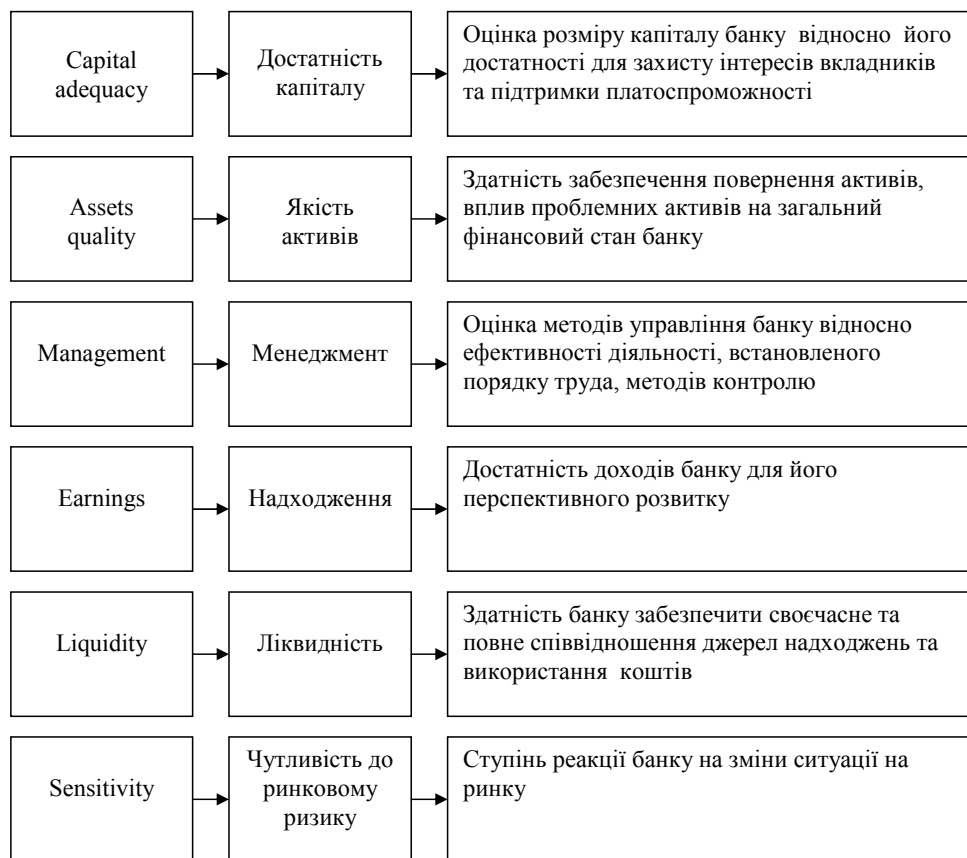 Capital
adequacy
Достатність
капіталу
Оцінка розміру капіталу банку відносно його
достатності для захисту інтересів вкладників
та підтримки платоспроможності
Assets
quality
Якість
активів
Здатність забезпечення повернення активів,
вплив проблемних активів на загальний
фінансовий стан банку
Management
Менеджмент
Оцінка методів управління банку відносно
ефективності діяльності, встановленого
порядку труда, методів контролю
Earnings
Надходження
Достатність доходів банку для його
перспективного розвитку
Liquidity
Ліквидність
Здатність банку забезпечити своєчасне та
повне співвідношення джерел надходжень та
використання коштів
Sensitivity
Чутливість до
ринковому
ризику
Ступінь реакції банку на зміни ситуації на
ринку